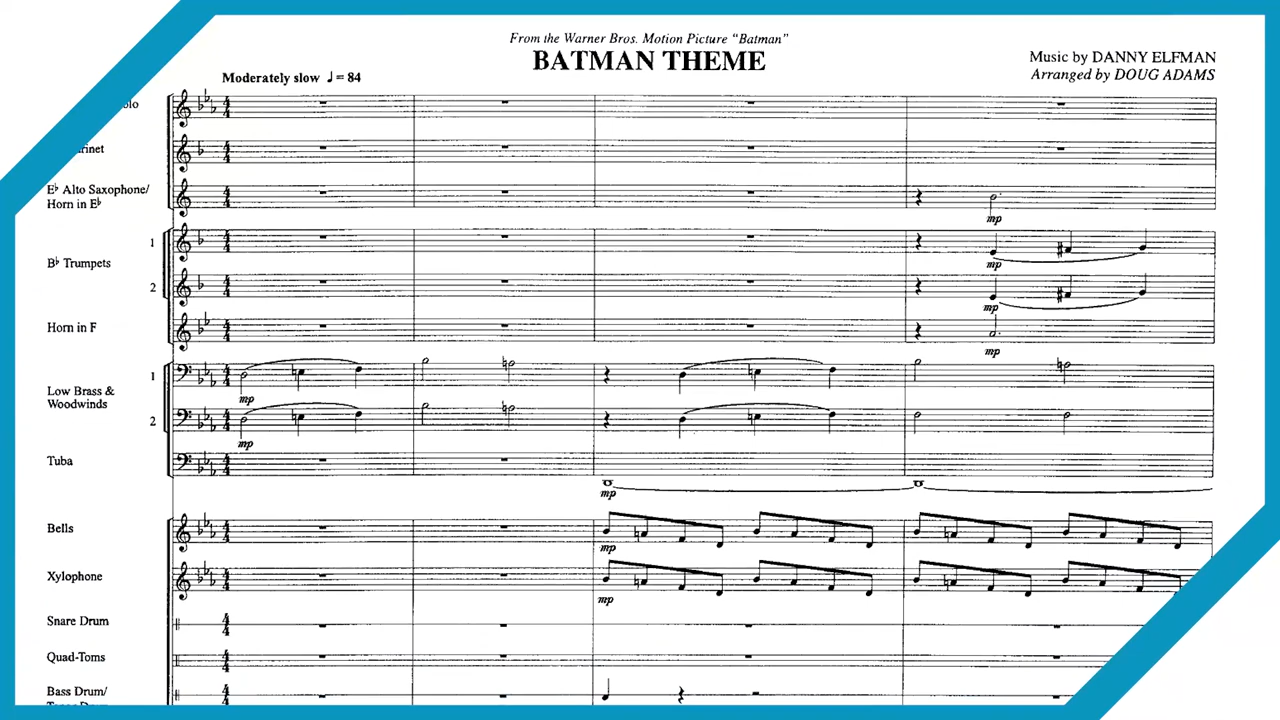 From the Warner Bros. Motion Picture “Batman”
BATMAN THEME
Music by DANNY ELFMAN
Arranged by DOUG ADAMS
Moderately slow ♩= 84
E♭ Alto Saxophone/
Horn in E♭
mp
1
B♭ Trumpets
mp
2
mp
Horn in F
mp
1
Low Brass &
Woodwinds
mp
2
mp
Tuba
mp
Bells
mp
Xylophone
mp
Snare Drum
Quad-Toms
Bass Drum/